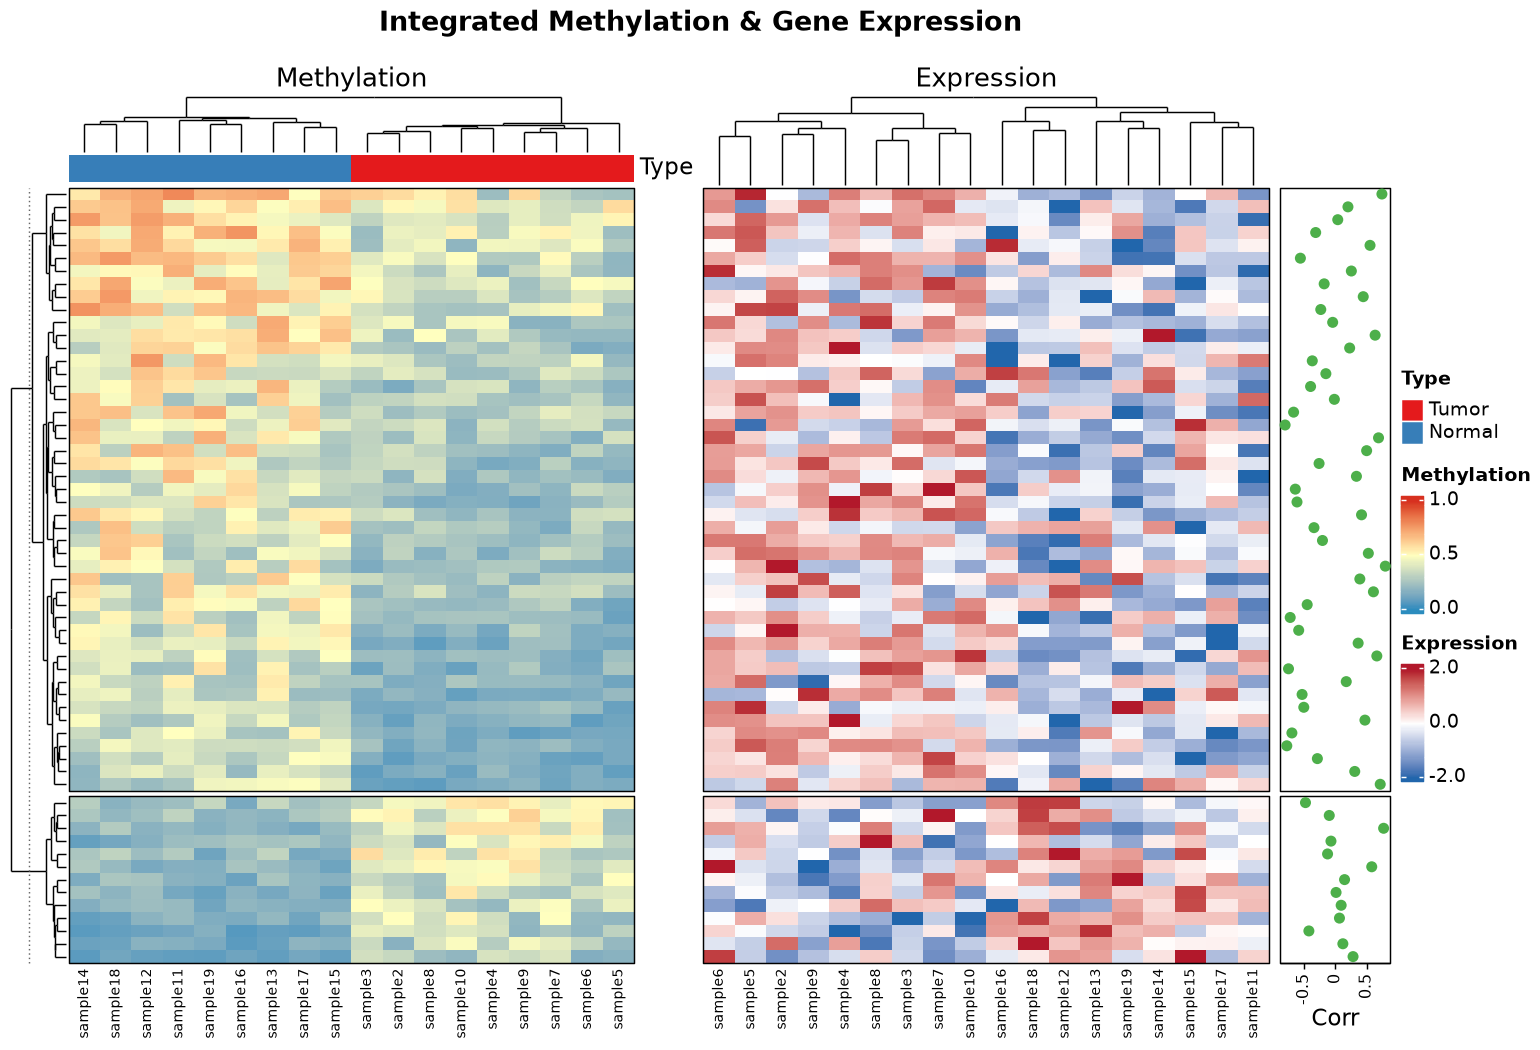 Integrated Methylation & Gene Expression
Methylation
Expression
Type
Type
Tumor
Normal
Methylation
1.0
0.5
0.0
Expression
2.0
0.0
-2.0
sample14
sample18
sample12
sample11
sample19
sample16
sample13
sample17
sample15
sample3
sample2
sample8
sample10
sample4
sample9
sample7
sample6
sample5
sample6
sample5
sample2
sample9
sample4
sample8
sample3
sample7
sample10
sample16
sample18
sample12
sample13
sample19
sample14
sample15
sample17
sample11
-0.5
0
0.5
Corr